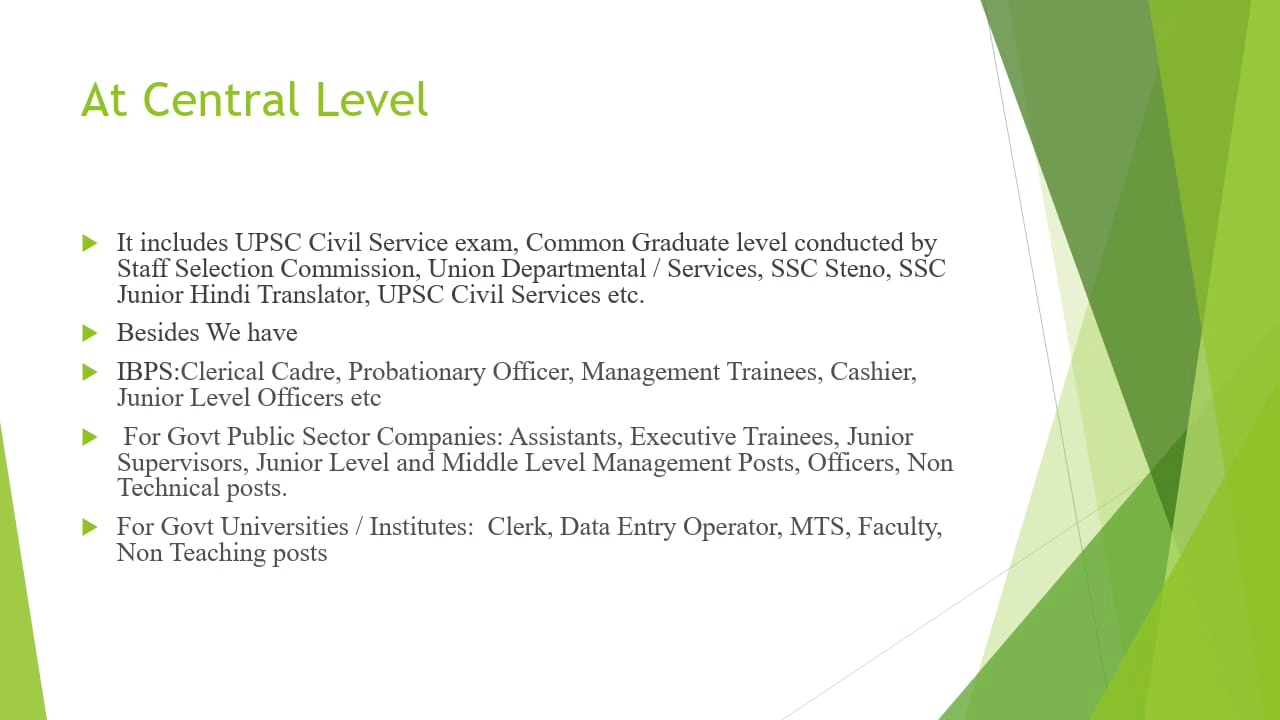 At Central Level
It includes UPSC Civil Service exam, Common Graduate level conducted by
Staff Selection Commission, Union Departmental / Services, SSC Steno, SSC
Junior Hindi Translator, UPSC Civil Services etc.
Besides We have
IBPS:Clerical Cadre, Probationary Officer, Management Trainees, Cashier,
Junior Level Officers etc
For Govt Public Sector Companies: Assistants, Executive Trainees, Junior
Supervisors, Junior Level and Middle Level Management Posts, Officers, Non
Technical posts.
For Govt Universities / Institutes:  Clerk, Data Entry Operator, MTS, Faculty,
Non Teaching posts